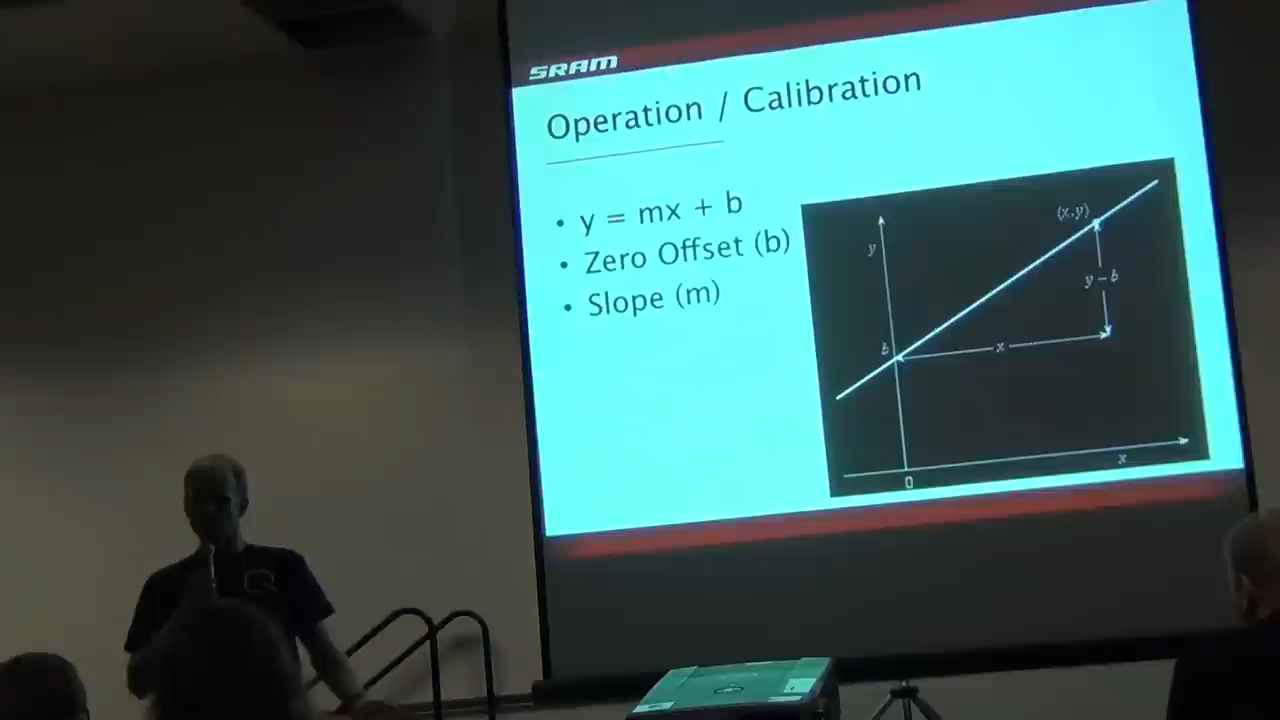 SRAM
Operation / Calibration
• y = mx + b
• Zero Offset (b)
• Slope (m)
(x,y)
y
y - b
b
x
x
0